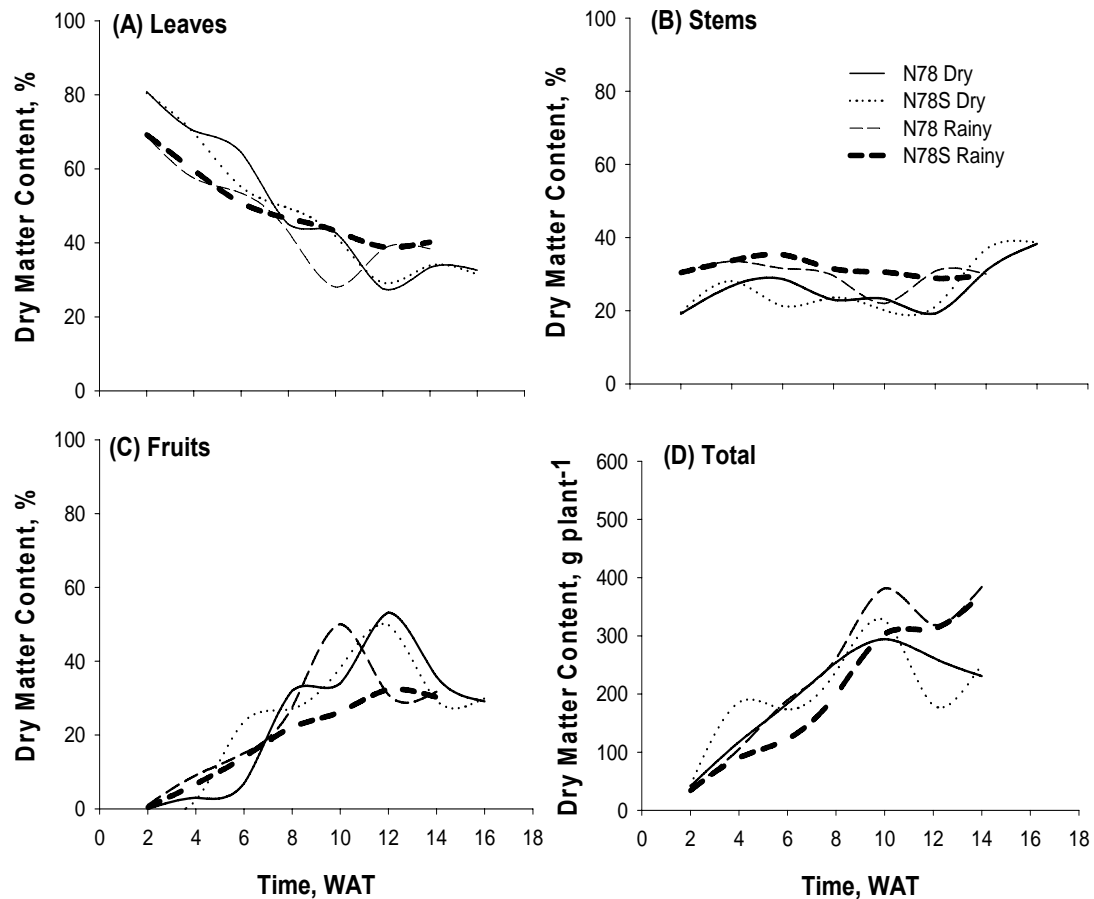 (A) Leaves
Dry Matter Content, %
100
80
60
40
20
0
(B) Stems
Dry Matter Content, %
100
80
60
40
20
0
N78 Dry
N78S Dry
N78 Rainy
N78S Rainy
(C) Fruits
Dry Matter Content, %
100
80
60
40
20
0
0 2 4 6 8 10 12 14 16 18
Time, WAT
(D) Total
Dry Matter Content, g plant-1
600
500
400
300
200
100
0
0 2 4 6 8 10 12 14 16 18
Time, WAT